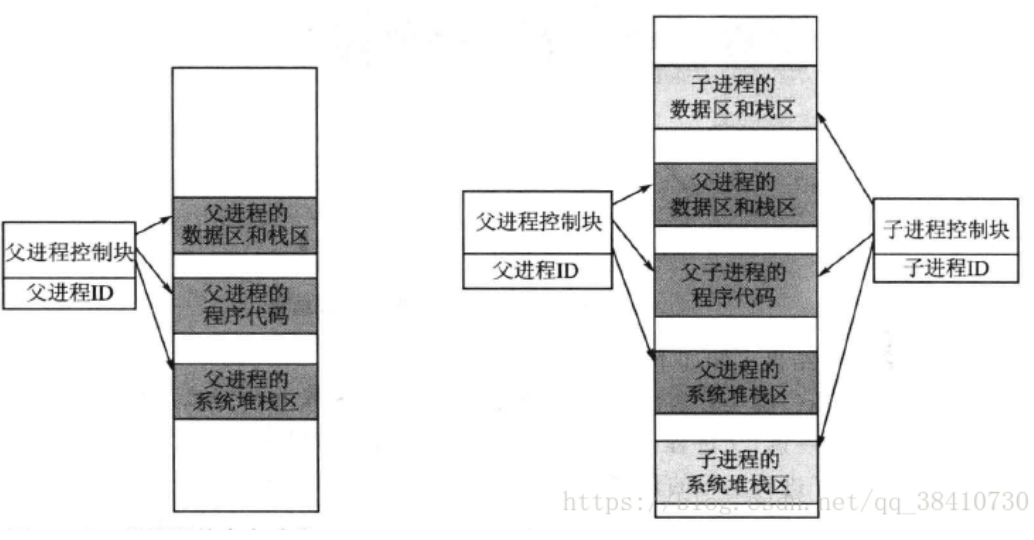 父进程控制块
父进程ID
父进程的
数据区和栈区
父进程的
程序代码
父进程的
系统堆栈区
父进程控制块
父进程ID
子进程的
数据区和栈区
父进程的
数据区和栈区
父子进程的
程序代码
父进程的
系统堆栈区
子进程的
系统堆栈区
子进程控制块
子进程ID
https://blog.csdn.net/qq_38410730